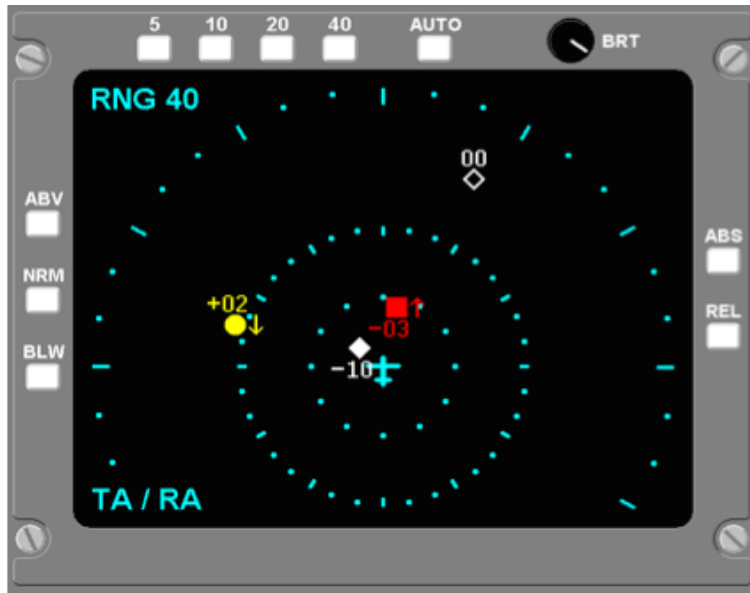 5 10 20 40 AUTO BRT
RNG 40
00
ABV
ABS
NRM
+02
REL
-03
BLW
-10
TA / RA